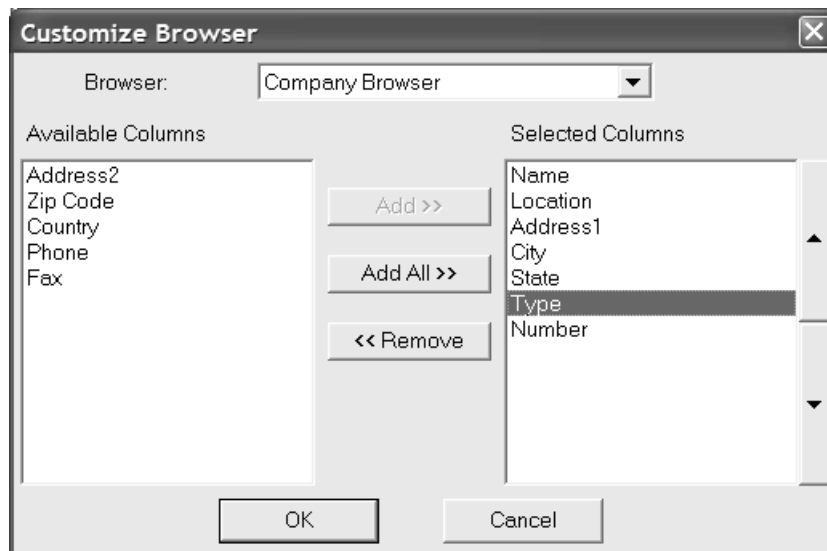 Customize Browser
Browser: Company Browser
Available Columns
Selected Columns
Address2
Zip Code
Country
Phone
Fax
Add >>
Add All >>
<< Remove
Name
Location
Address1
City
State
Type
Number
OK
Cancel